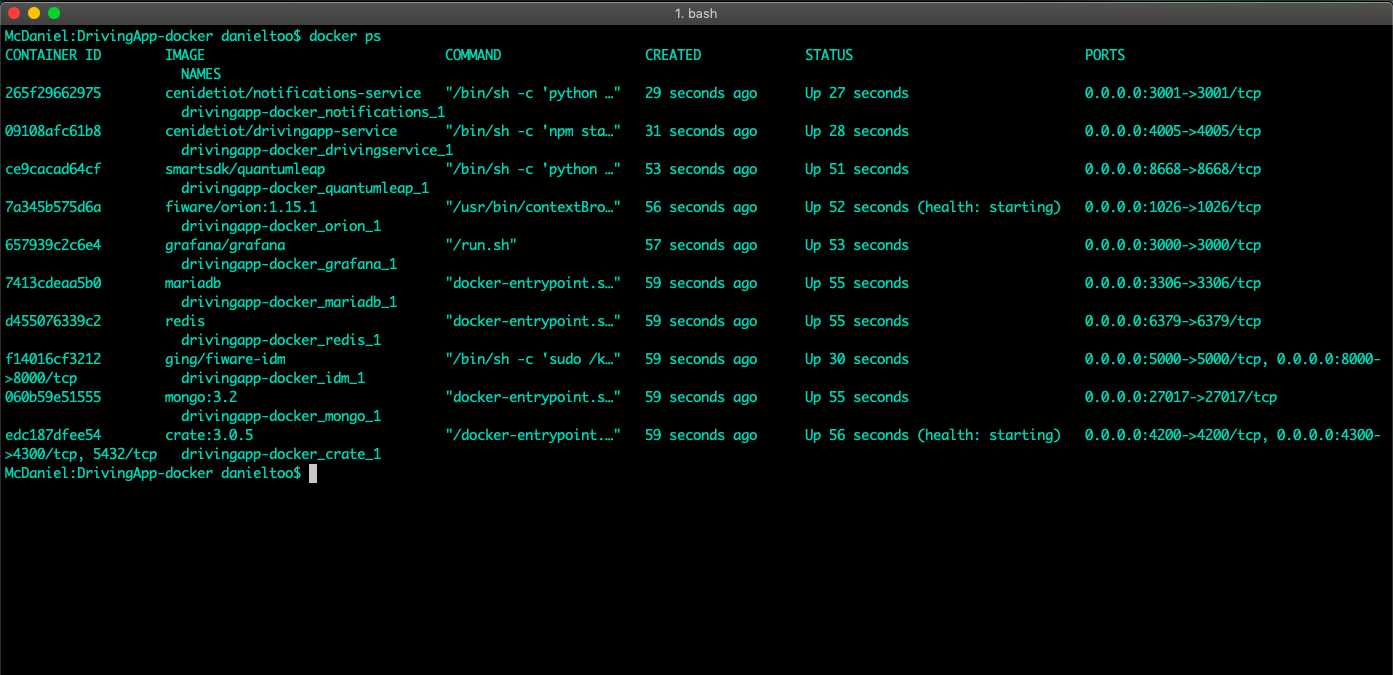 1. bash
McDaniel:DrivingApp-docker danieltoo$ docker ps
CONTAINER ID        IMAGE                              COMMAND                  CREATED             STATUS                             PORTS
                      NAMES
265f29662975        cenidetiot/notifications-service   "/bin/sh -c 'python …"   29 seconds ago      Up 27 seconds                      0.0.0.0:3001->3001/tcp
                      drivingapp-docker_notifications_1
09108afc61b8        cenidetiot/drivingapp-service      "/bin/sh -c 'npm sta…"   31 seconds ago      Up 28 seconds                      0.0.0.0:4005->4005/tcp
                      drivingapp-docker_drivingservice_1
ce9cacad64cf        smartsdk/quantumleap               "/bin/sh -c 'python …"   53 seconds ago      Up 51 seconds                      0.0.0.0:8668->8668/tcp
                      drivingapp-docker_quantumleap_1
7a345b575d6a        fiware/orion:1.15.1                "/usr/bin/contextBro…"   56 seconds ago      Up 52 seconds (health: starting)   0.0.0.0:1026->1026/tcp
                      drivingapp-docker_orion_1
657939c2c6e4        grafana/grafana                    "/run.sh"                57 seconds ago      Up 53 seconds                      0.0.0.0:3000->3000/tcp
                      drivingapp-docker_grafana_1
7413cdeaa5b0        mariadb                            "docker-entrypoint.s…"   59 seconds ago      Up 55 seconds                      0.0.0.0:3306->3306/tcp
                      drivingapp-docker_mariadb_1
d455076339c2        redis                              "docker-entrypoint.s…"   59 seconds ago      Up 55 seconds                      0.0.0.0:6379->6379/tcp
                      drivingapp-docker_redis_1
f14016cf3212        ging/fiware-idm                    "/bin/sh -c 'sudo /k…"   59 seconds ago      Up 30 seconds                      0.0.0.0:5000->5000/tcp, 0.0.0.0:8000-
>8000/tcp             drivingapp-docker_idm_1
060b59e51555        mongo:3.2                          "docker-entrypoint.s…"   59 seconds ago      Up 55 seconds                      0.0.0.0:27017->27017/tcp
                      drivingapp-docker_mongo_1
edc187dfee54        crate:3.0.5                        "/docker-entrypoint.…"   59 seconds ago      Up 56 seconds (health: starting)   0.0.0.0:4200->4200/tcp, 0.0.0.0:4300-
>4300/tcp, 5432/tcp   drivingapp-docker_crate_1
McDaniel:DrivingApp-docker danieltoo$